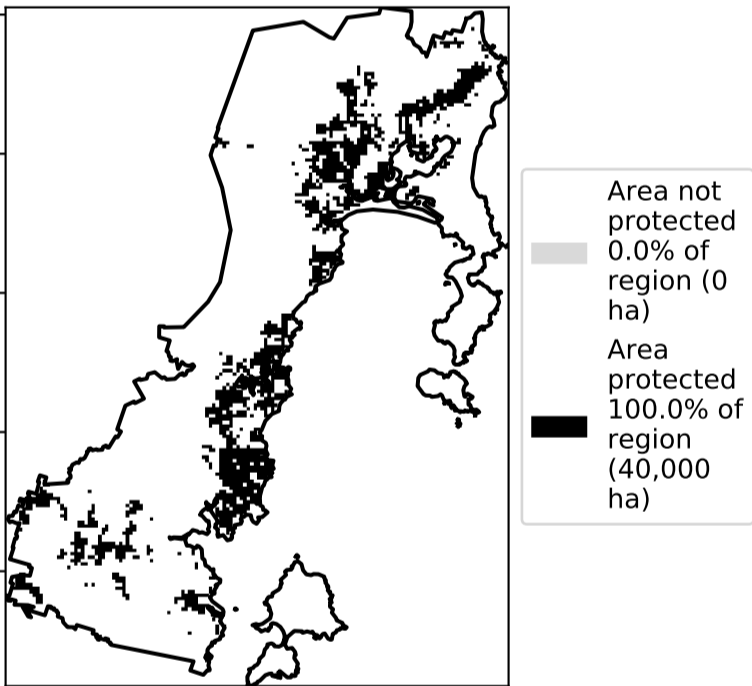 Area not
protected
0.0% of
region (0
ha)
Area
protected
100.0% of
region
(40,000
ha)